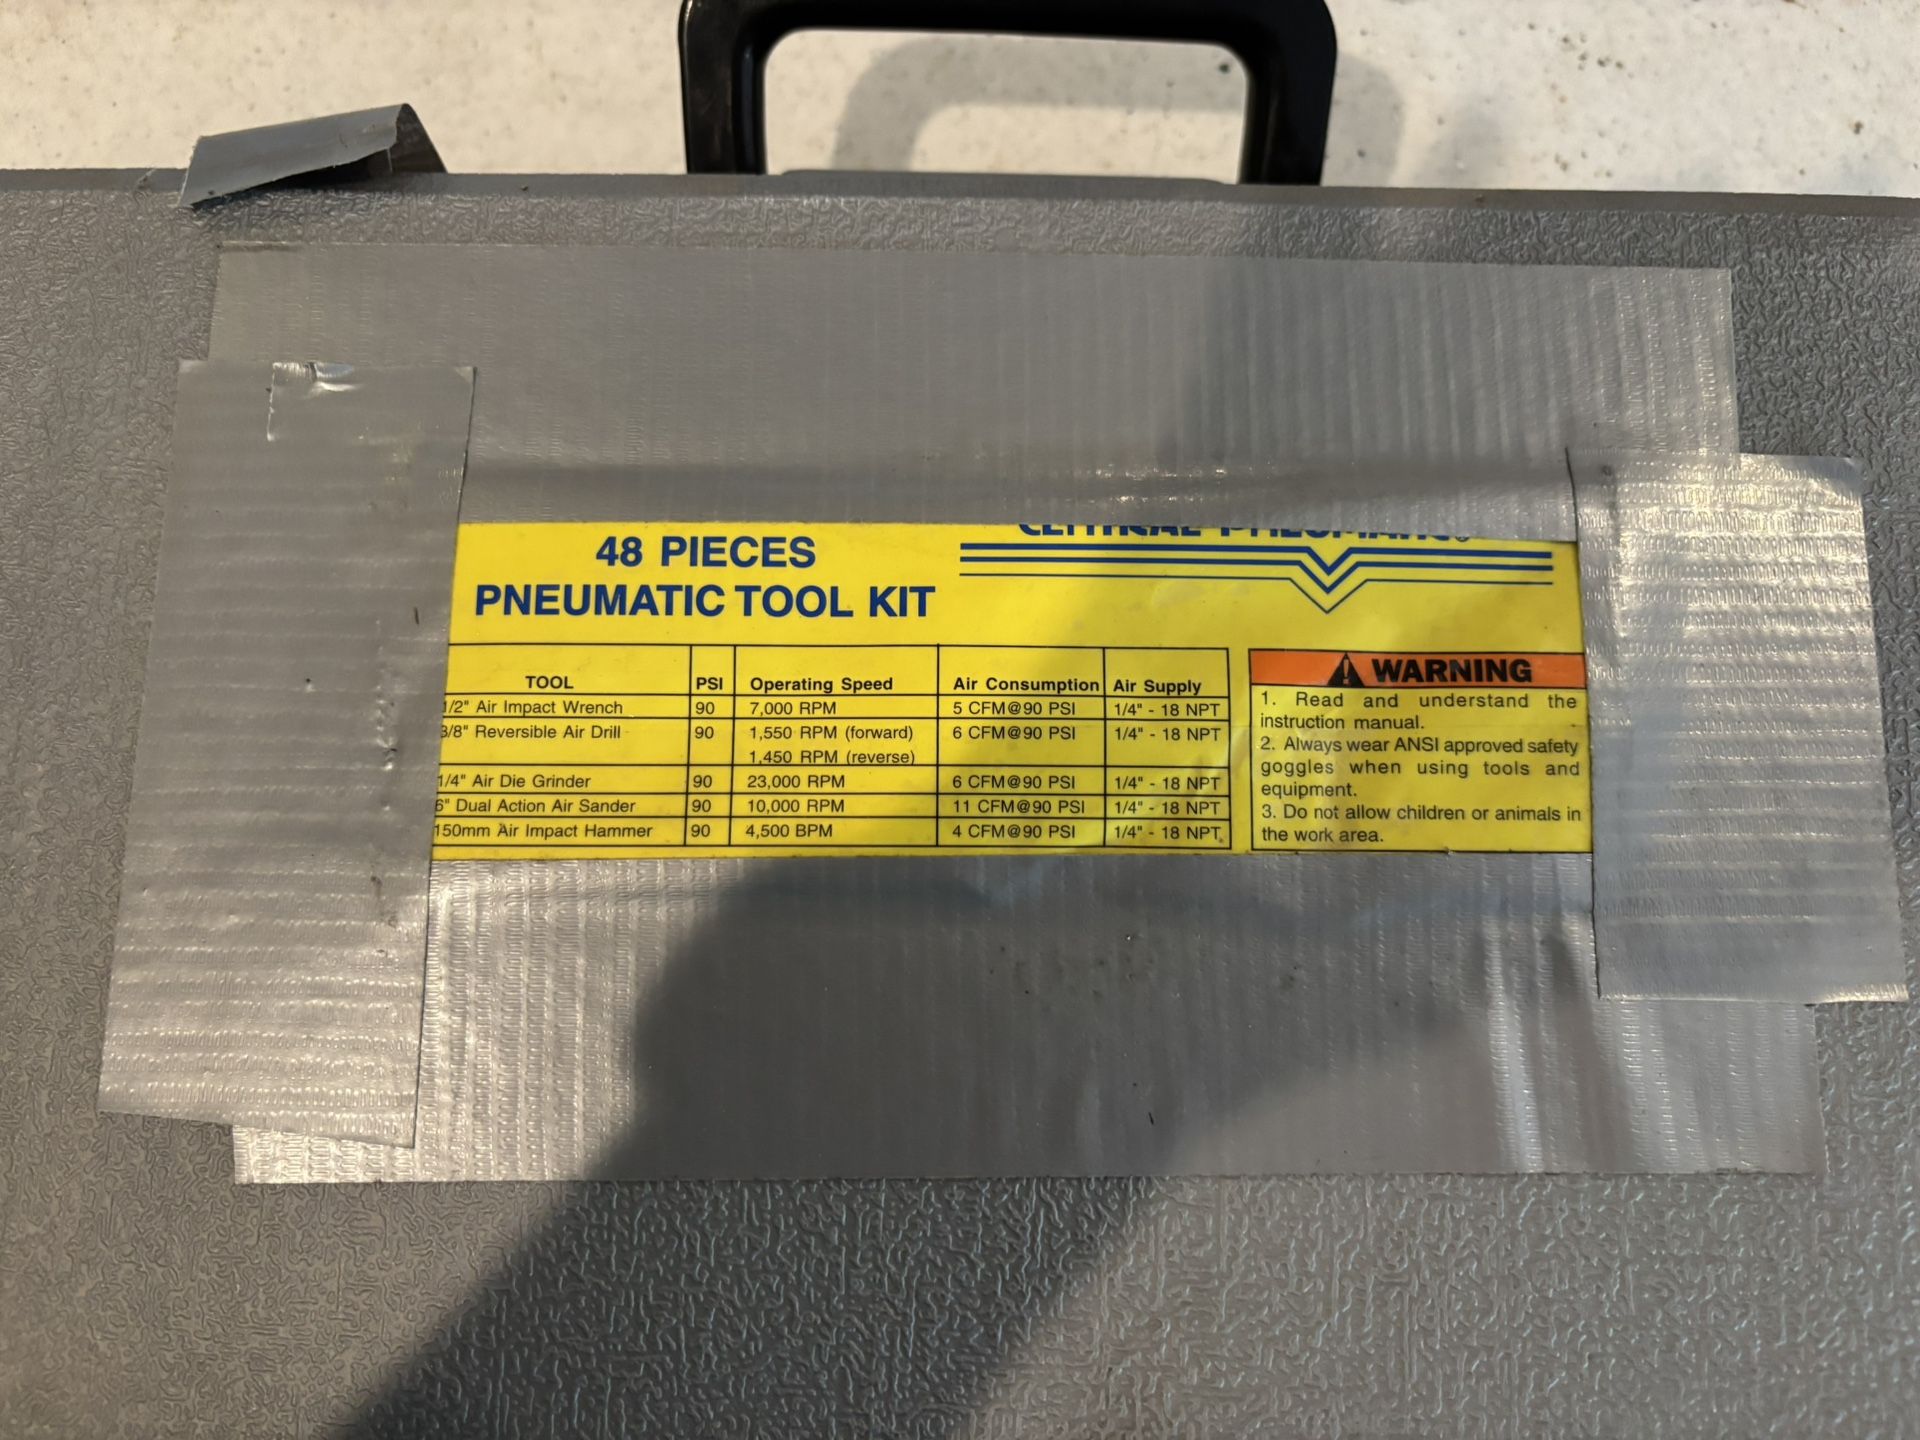 48 PIECES
PNEUMATIC TOOL KIT
CENTRAL PNEUMATIC®
TOOL PSI Operating Speed Air Consumption Air Supply
1/2" Air Impact Wrench 90 7,000 RPM 5 CFM@90 PSI 1/4" - 18 NPT
3/8" Reversible Air Drill 90 1,550 RPM (forward) 6 CFM@90 PSI 1/4" - 18 NPT
1,450 RPM (reverse)
1/4" Air Die Grinder 90 23,000 RPM 6 CFM@90 PSI 1/4" - 18 NPT
6" Dual Action Air Sander 90 10,000 RPM 11 CFM@90 PSI 1/4" - 18 NPT
150mm Air Impact Hammer 90 4,500 BPM 4 CFM@90 PSI 1/4" - 18 NPT
WARNING
1. Read and understand the
instruction manual.
2. Always wear ANSI approved safety
goggles when using tools and
equipment.
3. Do not allow children or animals in
the work area.